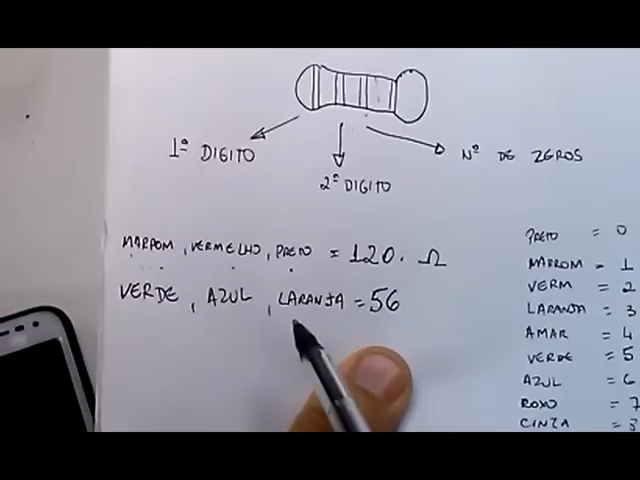 1º DIGITO
2º DIGITO
Nº DE ZEROS
MARROM, VERMELHO, PRETO = 120. Ω
VERDE, AZUL, LARANJA = 56
PRETO = 0
MARROM = 1
VERM = 2
LARANJA = 3
AMAR = 4
VERDE = 5
AZUL = 6
ROXO = 7
CINZA =